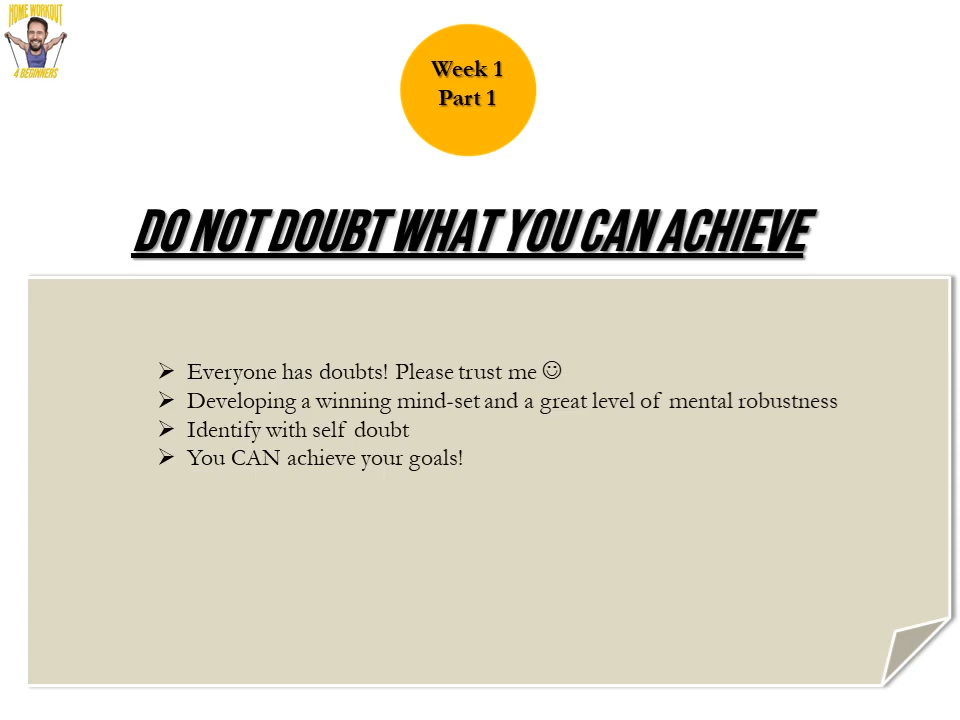 HOME WORKOUT
4 BEGINNERS
Week 1
Part 1
DO NOT DOUBT WHAT YOU CAN ACHIEVE
➢ Everyone has doubts! Please trust me ☺
➢ Developing a winning mind-set and a great level of mental robustness
➢ Identify with self doubt
➢ You CAN achieve your goals!